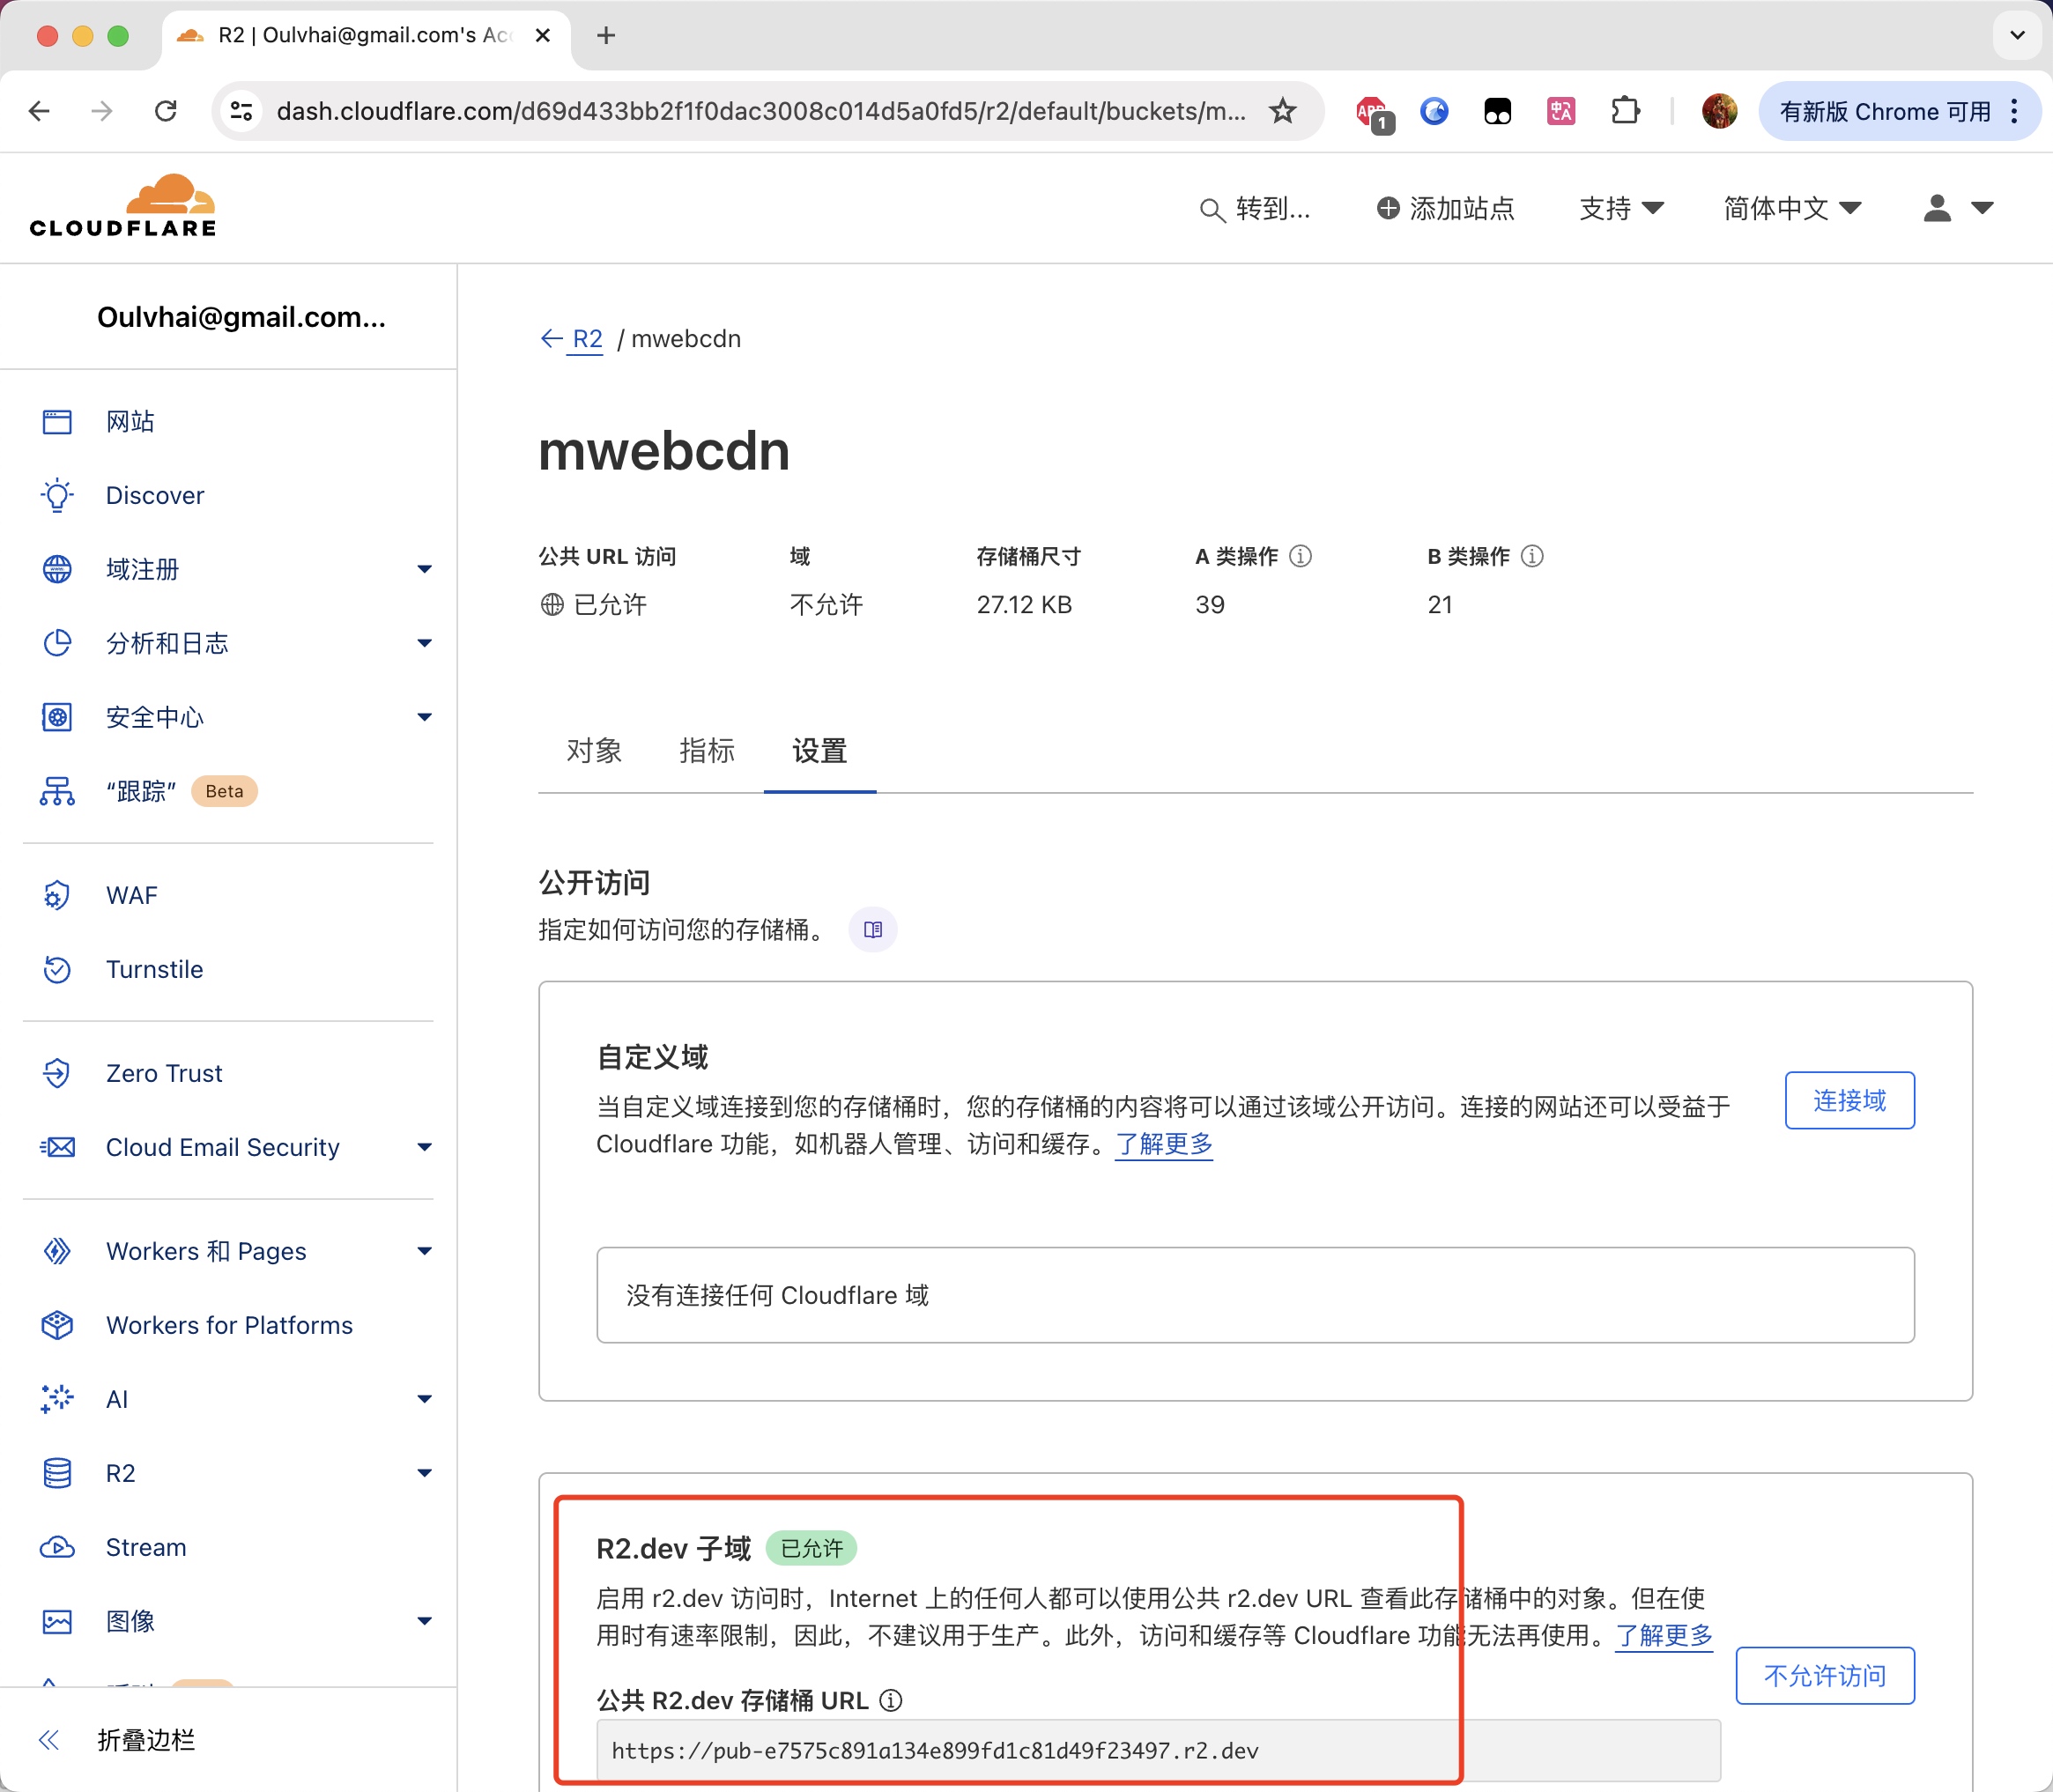 R2 | Oulvhai@gmail.com's Acc
dash.cloudflare.com/d69d433bb2f1f0dac3008c014d5a0fd5/r2/default/buckets/m...
ABP
1
中
A
有新版 Chrome 可用
CLOUDFLARE
转到...
添加站点
支持
简体中文
Oulvhai@gmail.com...
网站
Discover
域注册
分析和日志
安全中心
“跟踪” Beta
WAF
Turnstile
Zero Trust
Cloud Email Security
Workers 和 Pages
Workers for Platforms
AI
R2
Stream
图像
折叠边栏
R2 / mwebcdn
mwebcdn
公共 URL 访问 域 存储桶尺寸 A 类操作 B 类操作
已允许 不允许 27.12 KB 39 21
对象 指标 设置
公开访问
指定如何访问您的存储桶。
自定义域
当自定义域连接到您的存储桶时，您的存储桶的内容将可以通过该域公开访问。连接的网站还可以受益于
Cloudflare 功能，如机器人管理、访问和缓存。了解更多
连接域
没有连接任何 Cloudflare 域
R2.dev 子域 已允许
启用 r2.dev 访问时，Internet 上的任何人都可以使用公共 r2.dev URL 查看此存储桶中的对象。但在使
用时有速率限制，因此，不建议用于生产。此外，访问和缓存等 Cloudflare 功能无法再使用。了解更多
不允许访问
公共 R2.dev 存储桶 URL
https://pub-e7575c891a134e899fd1c81d49f23497.r2.dev